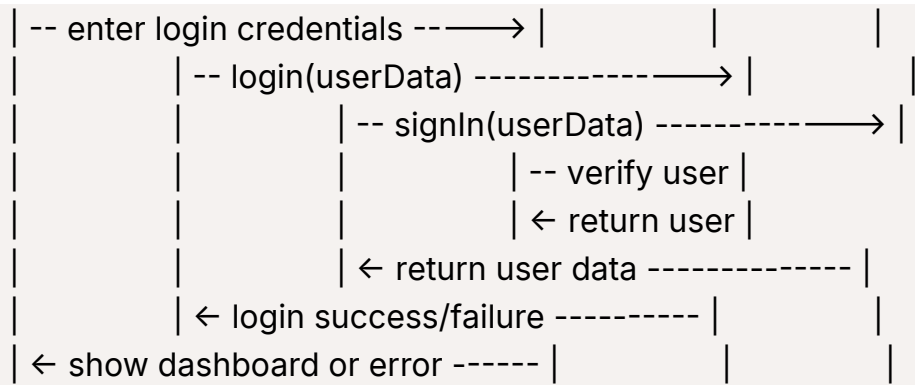 | -- enter login credentials ------> | | |
| | -- login(userData) ---------------> | |
| | | -- signIn(userData) -------------> |
| | | | -- verify user |
| | | | ← return user |
| | | ← return user data -------------- |
| | ← login success/failure ---------- | |
| ← show dashboard or error ------ | | |